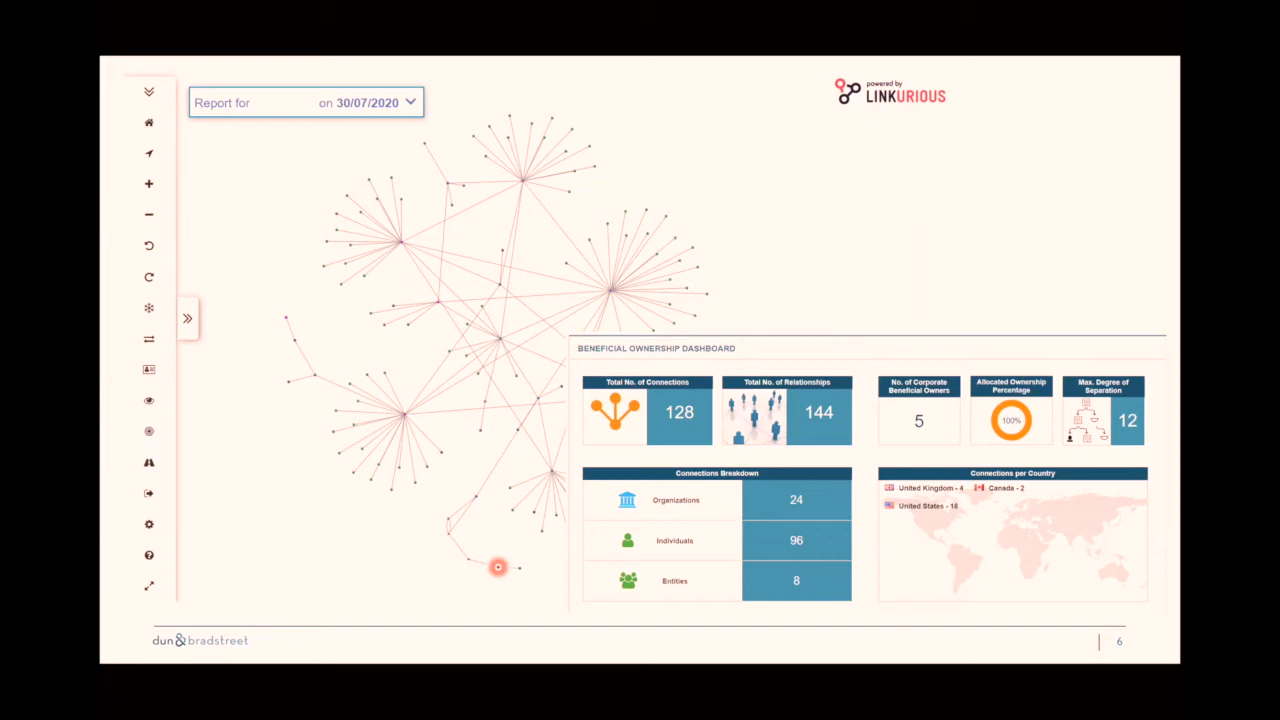 Report for on 30/07/2020
powered by
LINKURIOUS
BENEFICIAL OWNERSHIP DASHBOARD
Total No. of Connections
128
Total No. of Relationships
144
No. of Corporate
Beneficial Owners
5
Allocated Ownership
Percentage
100%
Max. Degree of
Separation
12
Connections Breakdown
Organizations 24
Individuals 96
Entities 8
Connections per Country
United Kingdom - 4 Canada - 2
United States - 18
dun&bradstreet
6